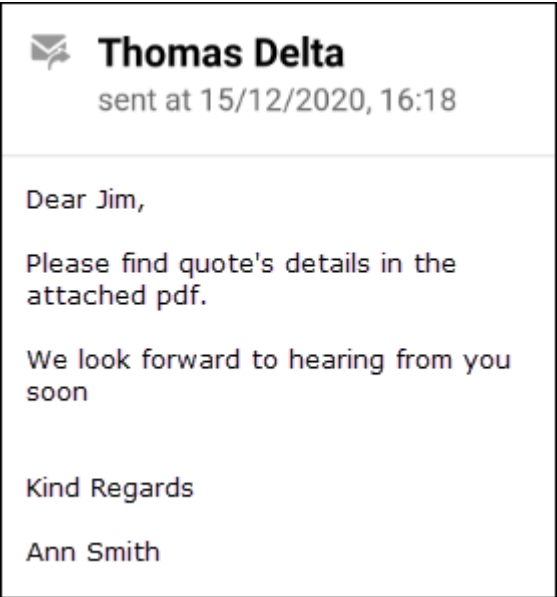 Thomas Delta
sent at 15/12/2020, 16:18
Dear Jim,
Please find quote's details in the
attached pdf.
We look forward to hearing from you
soon
Kind Regards
Ann Smith